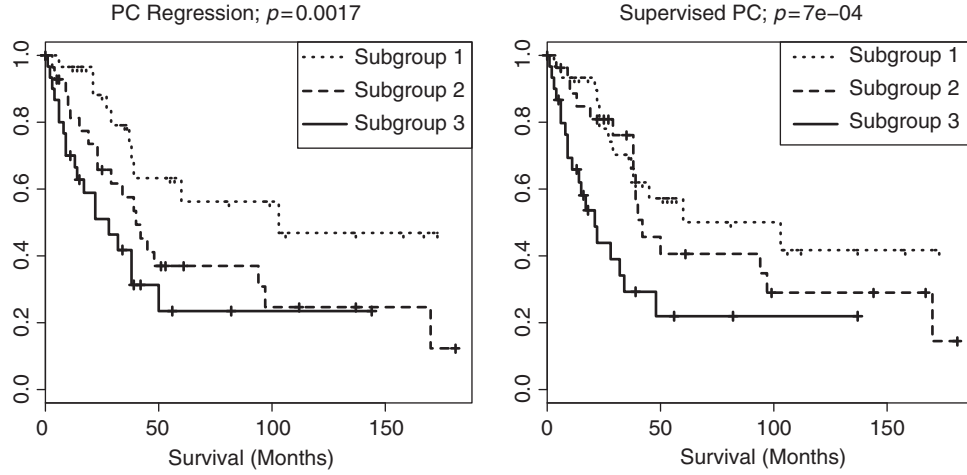 PC Regression; p=0.0017
Subgroup 1
Subgroup 2
Subgroup 3
1.0
0.8
0.6
0.4
0.2
0.0
0 50 100 150
Survival (Months)
Supervised PC; p=7e−04
Subgroup 1
Subgroup 2
Subgroup 3
1.0
0.8
0.6
0.4
0.2
0.0
0 50 100 150
Survival (Months)